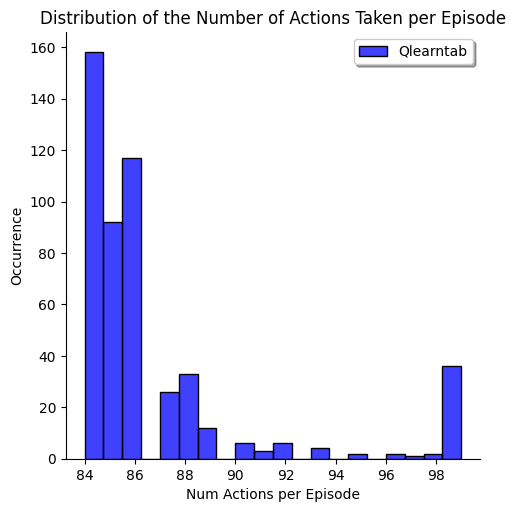 Distribution of the Number of Actions Taken per Episode
Qlearntab
160
140
120
100
80
60
40
20
0
Occurrence
84 86 88 90 92 94 96 98
Num Actions per Episode